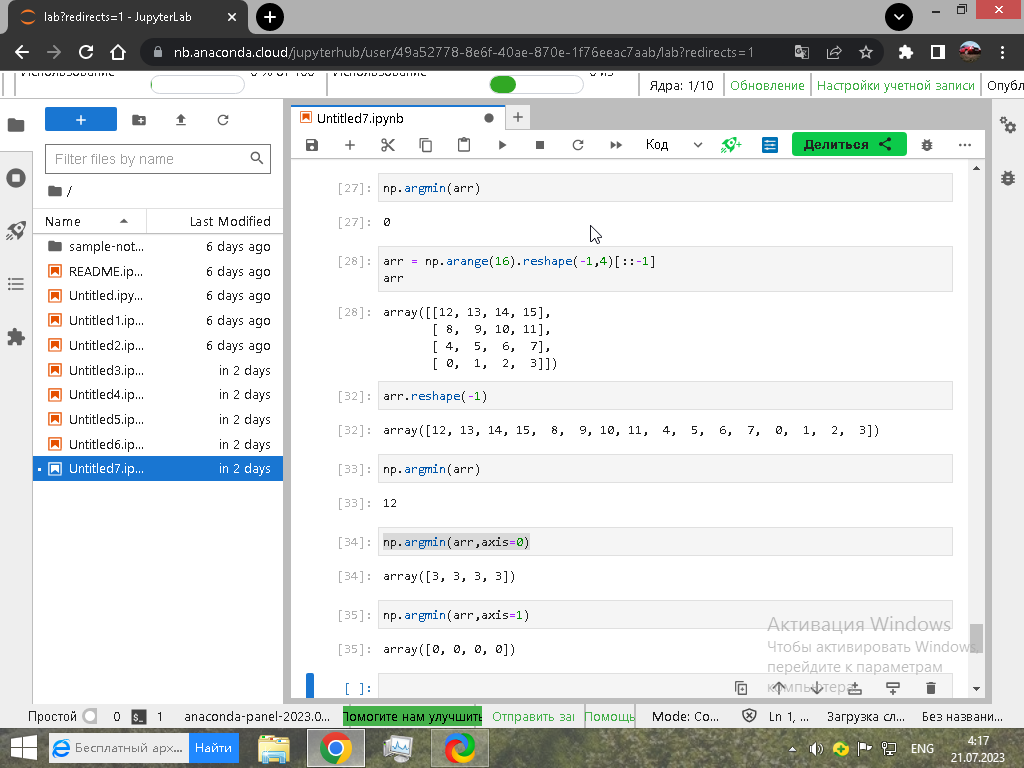 lab?redirects=1 - JupyterLab
nb.anaconda.cloud/jupyterhub/user/49a52778-8e6f-40ae-870e-1f76eeac7aab/lab?redirects=1
Использование
0 % от 100
Использование
0 из
Ядра: 1/10
Обновление
Настройки учетной записи
Опубл
Filter files by name
/
Name Last Modified
sample-not... 6 days ago
README.ip... 6 days ago
Untitled.ipy... 6 days ago
Untitled1.ip... 6 days ago
Untitled2.ip... 6 days ago
Untitled3.ip... in 2 days
Untitled4.ip... in 2 days
Untitled5.ip... in 2 days
Untitled6.ip... in 2 days
Untitled7.ip... in 2 days
Untitled7.ipynb
Код
Делиться
[27]: np.argmin(arr)
[27]: 0
[28]: arr = np.arange(16).reshape(-1,4)[::-1]
arr
[28]: array([[12, 13, 14, 15],
[ 8,  9, 10, 11],
[ 4,  5,  6,  7],
[ 0,  1,  2,  3]])
[32]: arr.reshape(-1)
[32]: array([12, 13, 14, 15,  8,  9, 10, 11,  4,  5,  6,  7,  0,  1,  2,  3])
[33]: np.argmin(arr)
[33]: 12
[34]: np.argmin(arr,axis=0)
[34]: array([3, 3, 3, 3])
[35]: np.argmin(arr,axis=1)
[35]: array([0, 0, 0, 0])
[ ]:
Активация Windows
Чтобы активировать Windows,
перейдите к параметрам
компьютера.
Простой 0 $_ 1 anaconda-panel-2023.0... Помогите нам улучшить Отправить заг Помощь Mode: Co... Ln 1, ... Загрузка сл... Без названи...
Бесплатный арх... Найти
ENG
4:17
21.07.2023